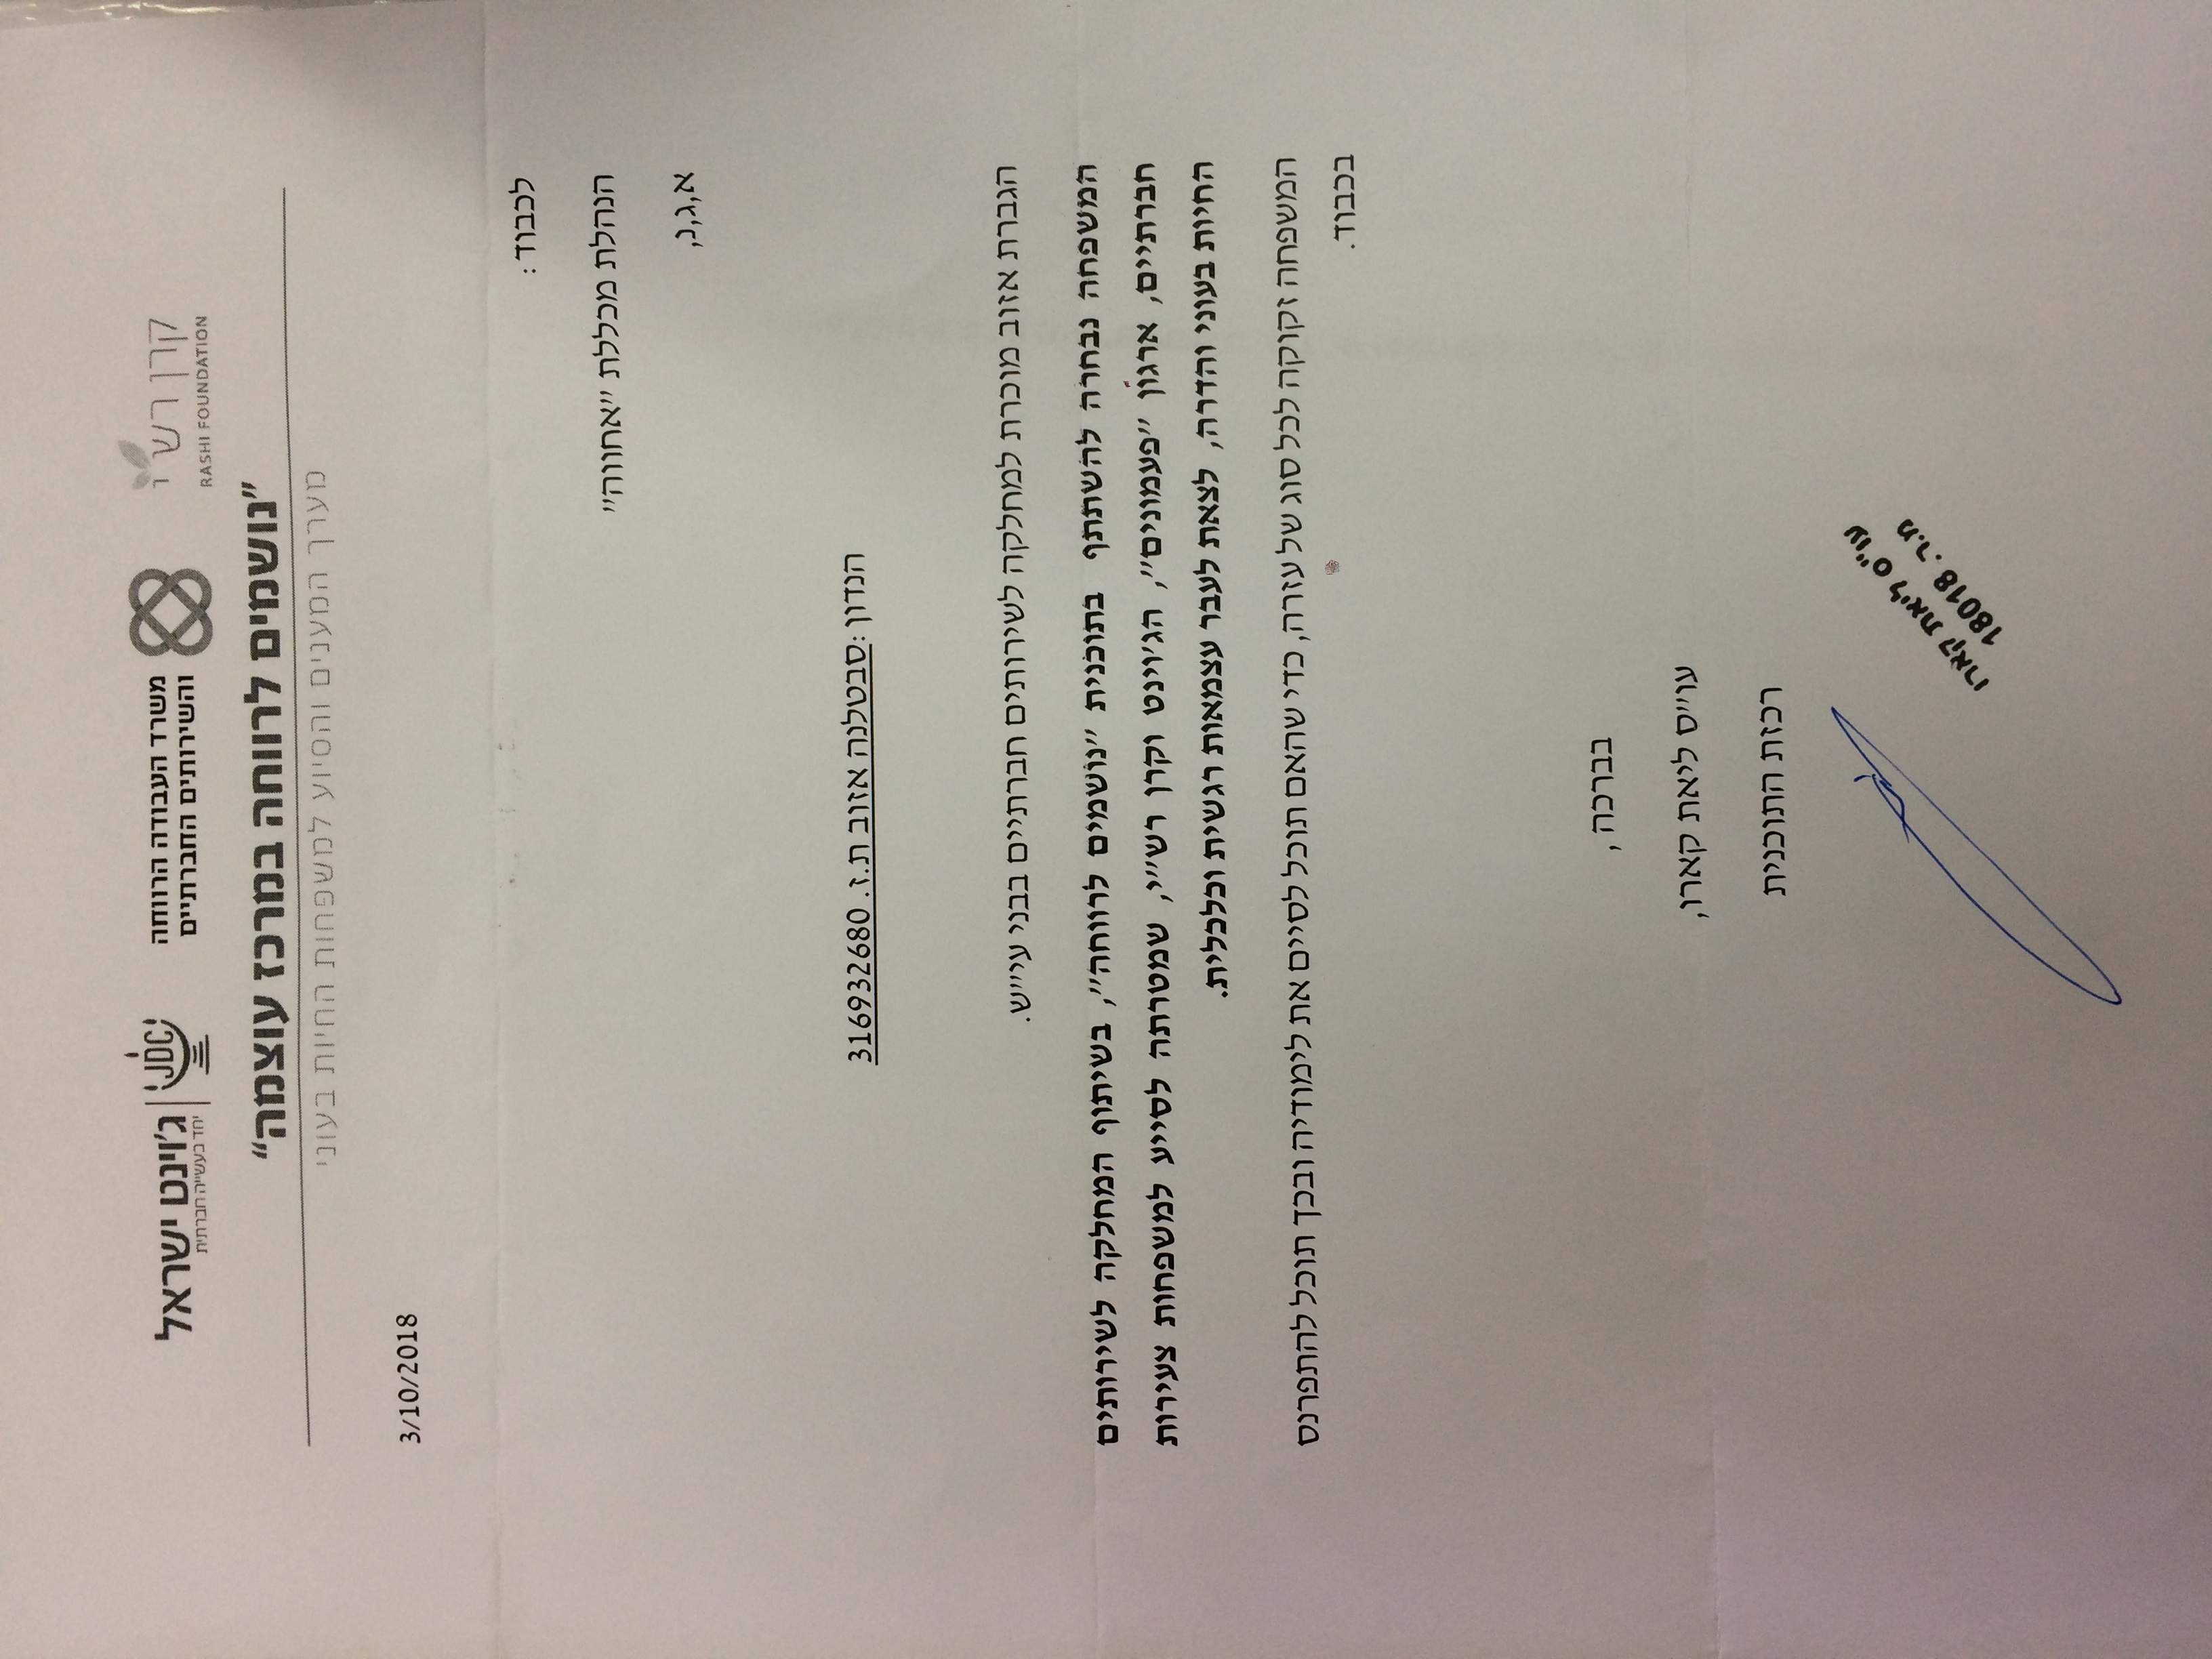 קרן רש"י
RASHI FOUNDATION
משרד העבודה הרווחה
והשירותים החברתיים
JDC
ג'וינט ישראל
יחד בעשייה חברתית
"נושמים לרווחה במרכז עוצמה"
מערך המענים והסיוע למשפחות החיות בעוני
3/10/2018
לכבוד:
הנהלת מכללת "אחווה"
א,ג,נ,
הנדון: סבטלנה אזוב ת.ז. 316932680
הגברת אזוב מוכרת למחלקה לשירותים חברתיים בבני עי"ש.
המשפחה נבחרה להשתתף בתוכנית "נושמים לרווחה", בשיתוף המחלקה לשירותים
חברתיים, ארגון "פעמונים", הג'וינט וקרן רש"י, שמטרתה לסייע למשפחות צעירות
החיות בעוני והדרה, לצאת לעבר עצמאות רגשית וכלכלית.
המשפחה זקוקה לכל סוג של עזרה, כדי שהאם תוכל לסיים את לימודיה ובכך תוכל להתפרנס
בכבוד.
בברכה,
עו"ס ליאת קארו,
רכזת התוכנית
עו"ס ליאת קארו
מ.ר. 18018